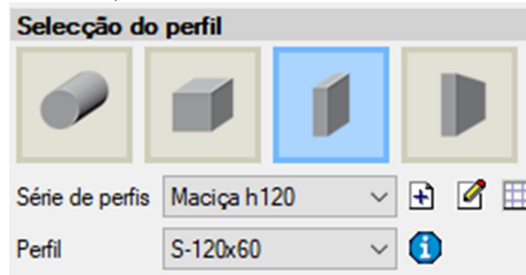 Selecção do perfil
Série de perfis Maciça h120
Perfil S-120x60